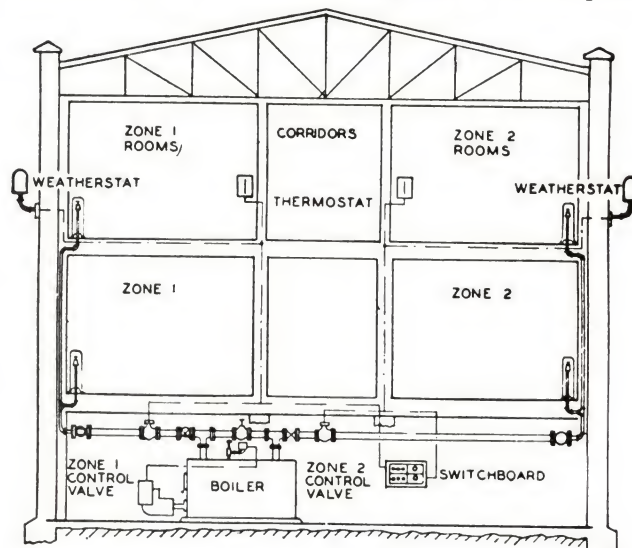 ZONE 1
ROOMS
CORRIDORS
ZONE 2
ROOMS
WEATHERSTAT
THERMOSTAT
WEATHERSTAT
ZONE 1
ZONE 2
ZONE 1
CONTROL
VALVE
BOILER
ZONE 2
CONTROL
VALVE
SWITCHBOARD